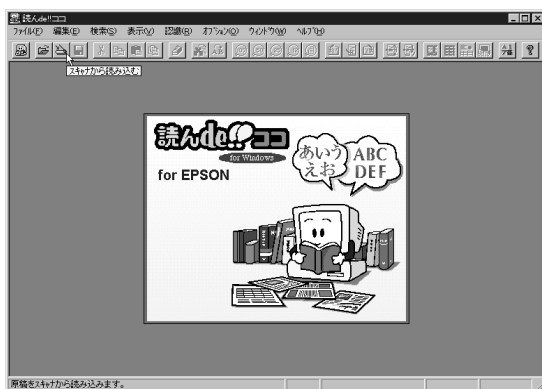 読んde!!ココ
ファイル(F) 編集(E) 検索(S) 表示(V) 認識(R) オプション(O) ウィンドウ(W) ヘルプ(H)
スキャナから読み込む
読んde!!ココ
for Windows
for EPSON
あいう
えお
ABC
DEF
原稿をスキャナから読み込みます。